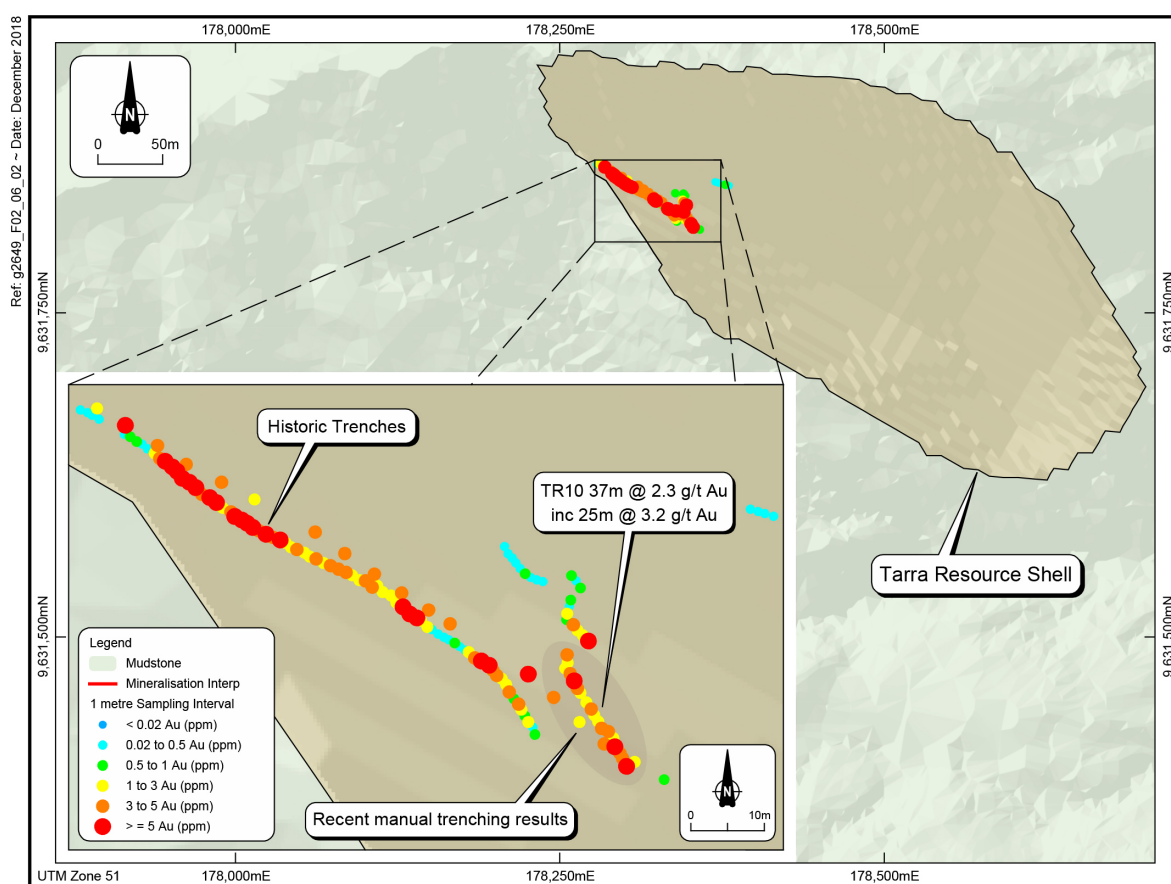 Ref: g2649_F02_06_02 ~ Date: December 2018
178,000mE
178,250mE
178,500mE
N
0 50m
9,631,750mN
9,631,750mN
Historic Trenches
TR10 37m @ 2.3 g/t Au
inc 25m @ 3.2 g/t Au
Tarra Resource Shell
9,631,500mN
9,631,500mN
Legend
Mudstone
Mineralisation Interp
1 metre Sampling Interval
< 0.02 Au (ppm)
0.02 to 0.5 Au (ppm)
0.5 to 1 Au (ppm)
1 to 3 Au (ppm)
3 to 5 Au (ppm)
> = 5 Au (ppm)
Recent manual trenching results
N
0 10m
UTM Zone 51
178,000mE
178,250mE
178,500mE